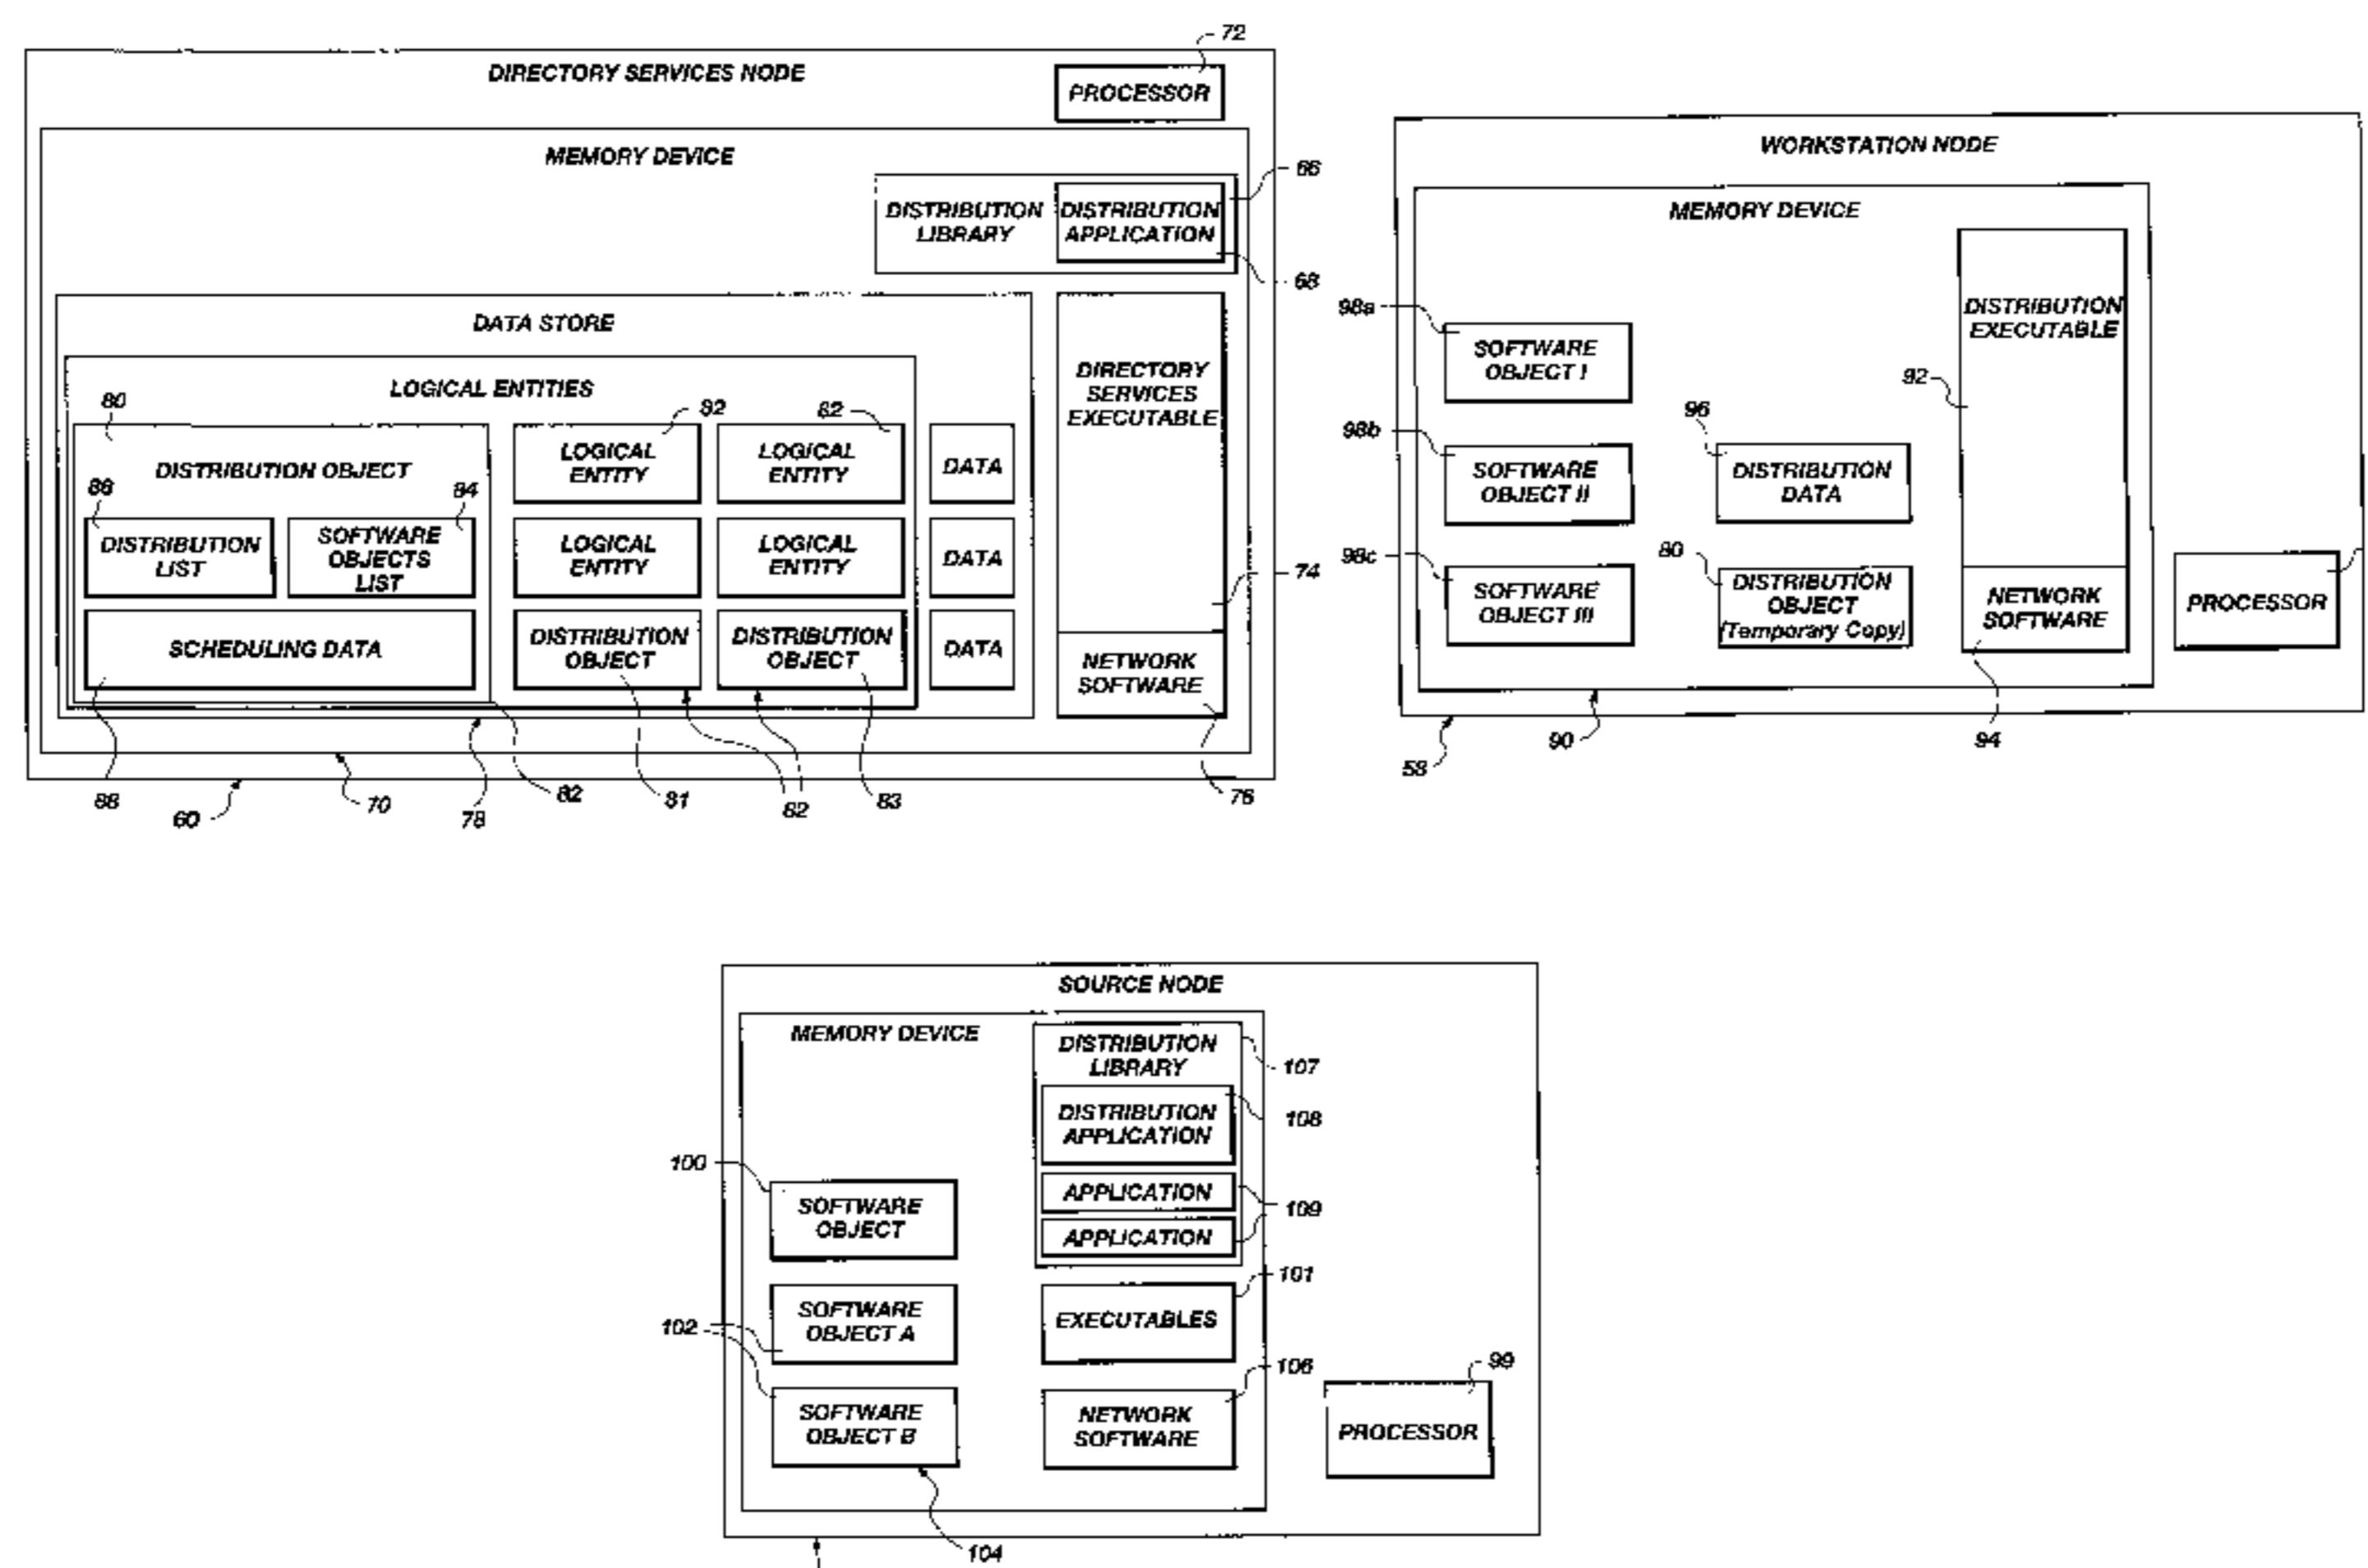 72
DIRECTORY SERVICES NODE
PROCESSOR
MEMORY DEVICE
66
DISTRIBUTION
LIBRARY
DISTRIBUTION
APPLICATION
68
DATA STORE
LOGICAL ENTITIES
80
82
82
DIRECTORY
SERVICES
EXECUTABLE
DISTRIBUTION OBJECT
LOGICAL
ENTITY
LOGICAL
ENTITY
DATA
86
84
DISTRIBUTION
LIST
SOFTWARE
OBJECTS
LIST
LOGICAL
ENTITY
LOGICAL
ENTITY
DATA
74
SCHEDULING DATA
DISTRIBUTION
OBJECT
DISTRIBUTION
OBJECT
DATA
NETWORK
SOFTWARE
88
60
70
78
82
81
82
83
76
WORKSTATION NODE
MEMORY DEVICE
98a
SOFTWARE
OBJECT I
DISTRIBUTION
EXECUTABLE
92
98b
SOFTWARE
OBJECT II
96
DISTRIBUTION
DATA
98c
SOFTWARE
OBJECT III
80
DISTRIBUTION
OBJECT
(Temporary Copy)
NETWORK
SOFTWARE
PROCESSOR
58
90
94
SOURCE NODE
MEMORY DEVICE
DISTRIBUTION
LIBRARY
107
DISTRIBUTION
APPLICATION
108
100
SOFTWARE
OBJECT
APPLICATION
109
APPLICATION
101
102
SOFTWARE
OBJECT A
EXECUTABLES
106
99
SOFTWARE
OBJECT B
NETWORK
SOFTWARE
PROCESSOR
104